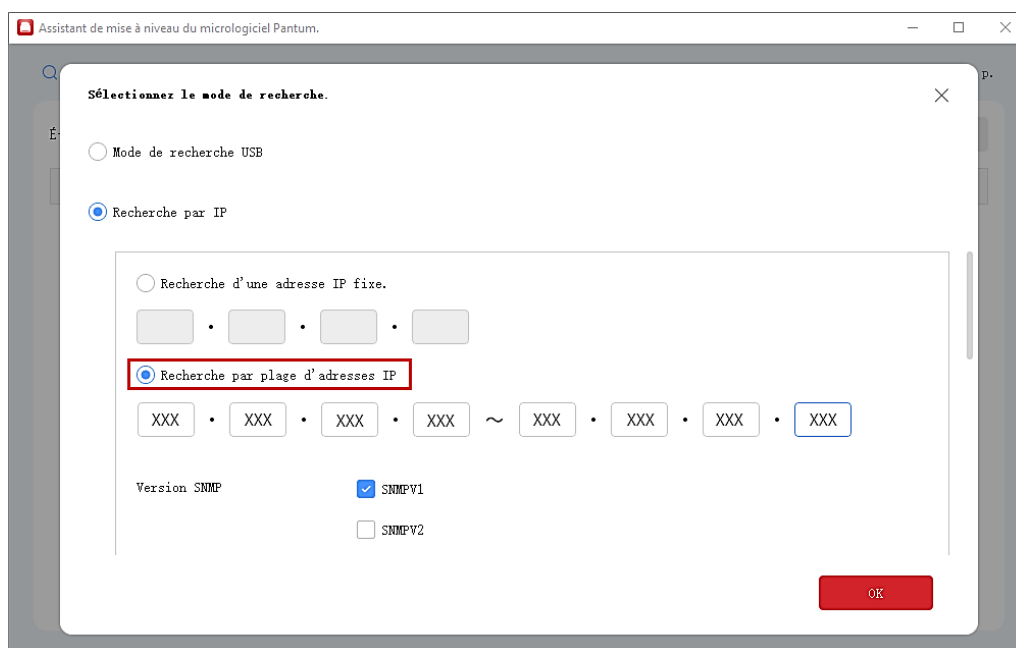 Assistant de mise à niveau du micrologiciel Pantum.
p.
Sélectionnez le mode de recherche.
É
Mode de recherche USB
Recherche par IP
Recherche d'une adresse IP fixe.
. . .
Recherche par plage d'adresses IP
XXX . XXX . XXX . XXX ~ XXX . XXX . XXX . XXX
Version SNMP SNMPV1
SNMPV2
OK